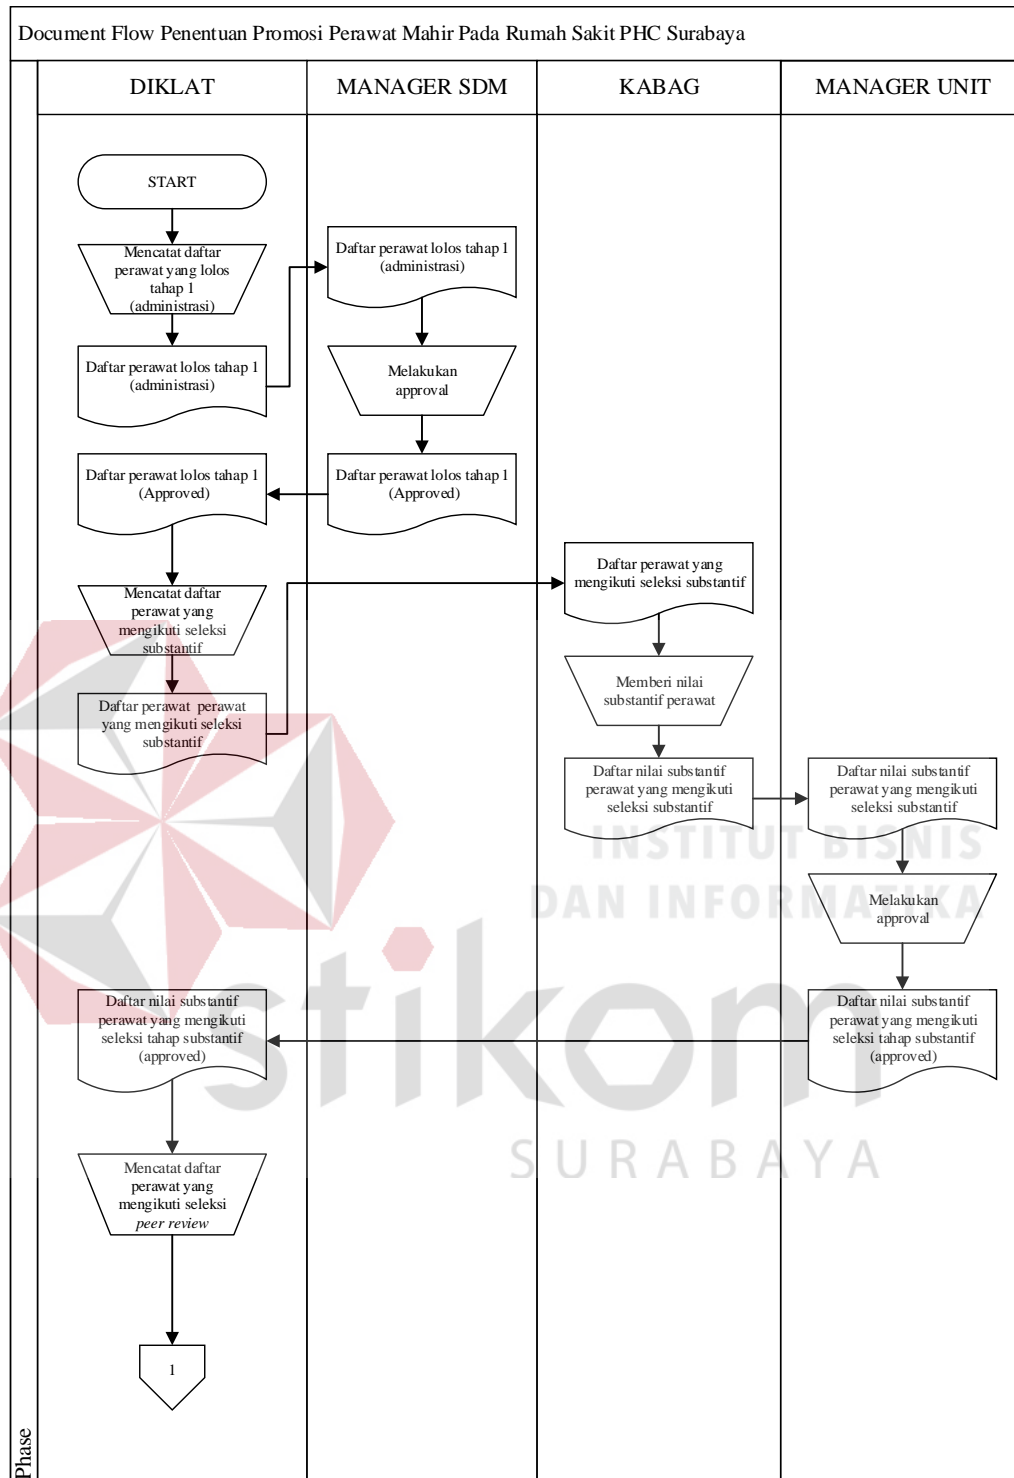 Document Flow Penentuan Promosi Perawat Mahir Pada Rumah Sakit PHC Surabaya
DIKLAT
MANAGER SDM
KABAG
MANAGER UNIT
START
Mencatat daftar
perawat yang lolos
tahap 1
(administrasi)
Daftar perawat lolos tahap 1
(administrasi)
Daftar perawat lolos tahap 1
(administrasi)
Melakukan
approval
Daftar perawat lolos tahap 1
(Approved)
Daftar perawat lolos tahap 1
(Approved)
Mencatat daftar
perawat yang
mengikuti seleksi
substantif
Daftar perawat  perawat
yang mengikuti seleksi
substantif
Daftar perawat yang
mengikuti seleksi substantif
Memberi nilai
substantif perawat
Daftar nilai substantif
perawat yang mengikuti
seleksi substantif
Daftar nilai substantif
perawat yang mengikuti
seleksi substantif
Melakukan
approval
Daftar nilai substantif
perawat yang mengikuti
seleksi tahap substantif
(approved)
Daftar nilai substantif
perawat yang mengikuti
seleksi tahap substantif
(approved)
Mencatat daftar
perawat yang
mengikuti seleksi
peer review
1
Phase
INSTITUT BISNIS
DAN INFORMATIKA
stikom
SURABAYA